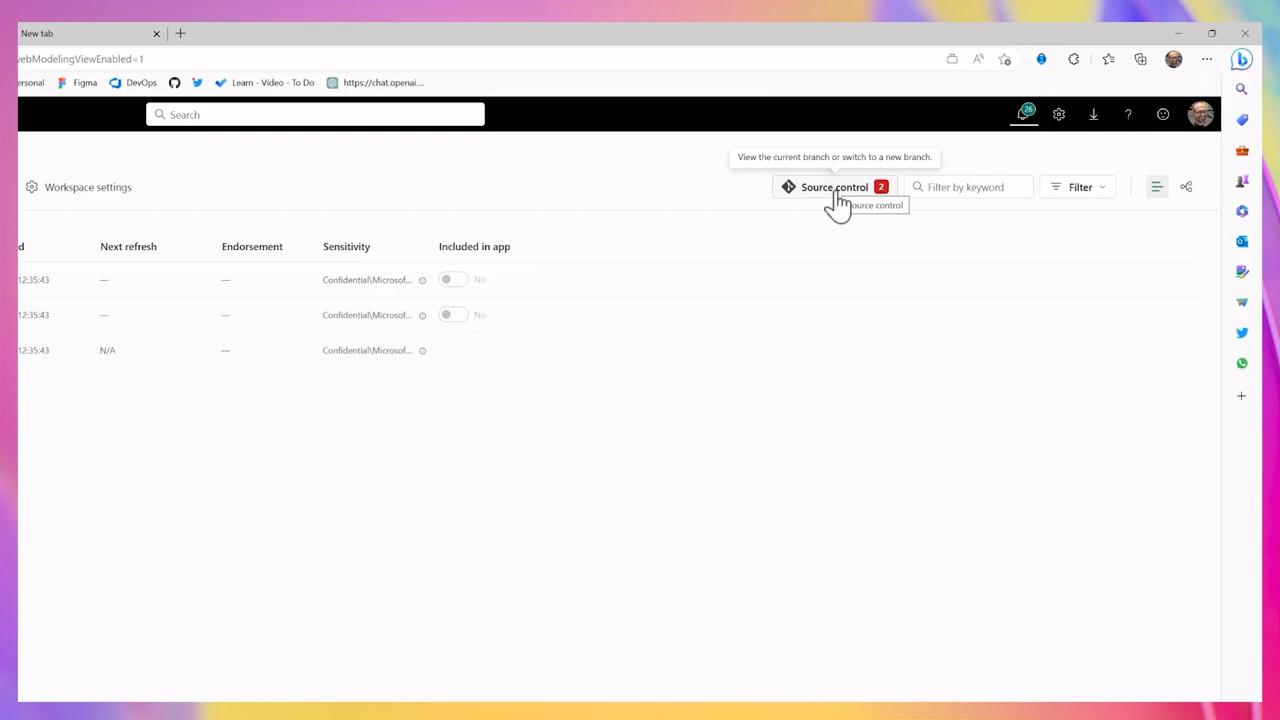 New tab
webModelingViewEnabled=1
ersonal Figma DevOps Learn - Video - To Do https://chat.openai....
Search
26
View the current branch or switch to a new branch.
Workspace settings
Source control 2
Filter by keyword
Filter
ource control
d Next refresh Endorsement Sensitivity Included in app
12:35:43 — — Confidential\Microsof... No
12:35:43 — — Confidential\Microsof... No
12:35:43 N/A — Confidential\Microsof...